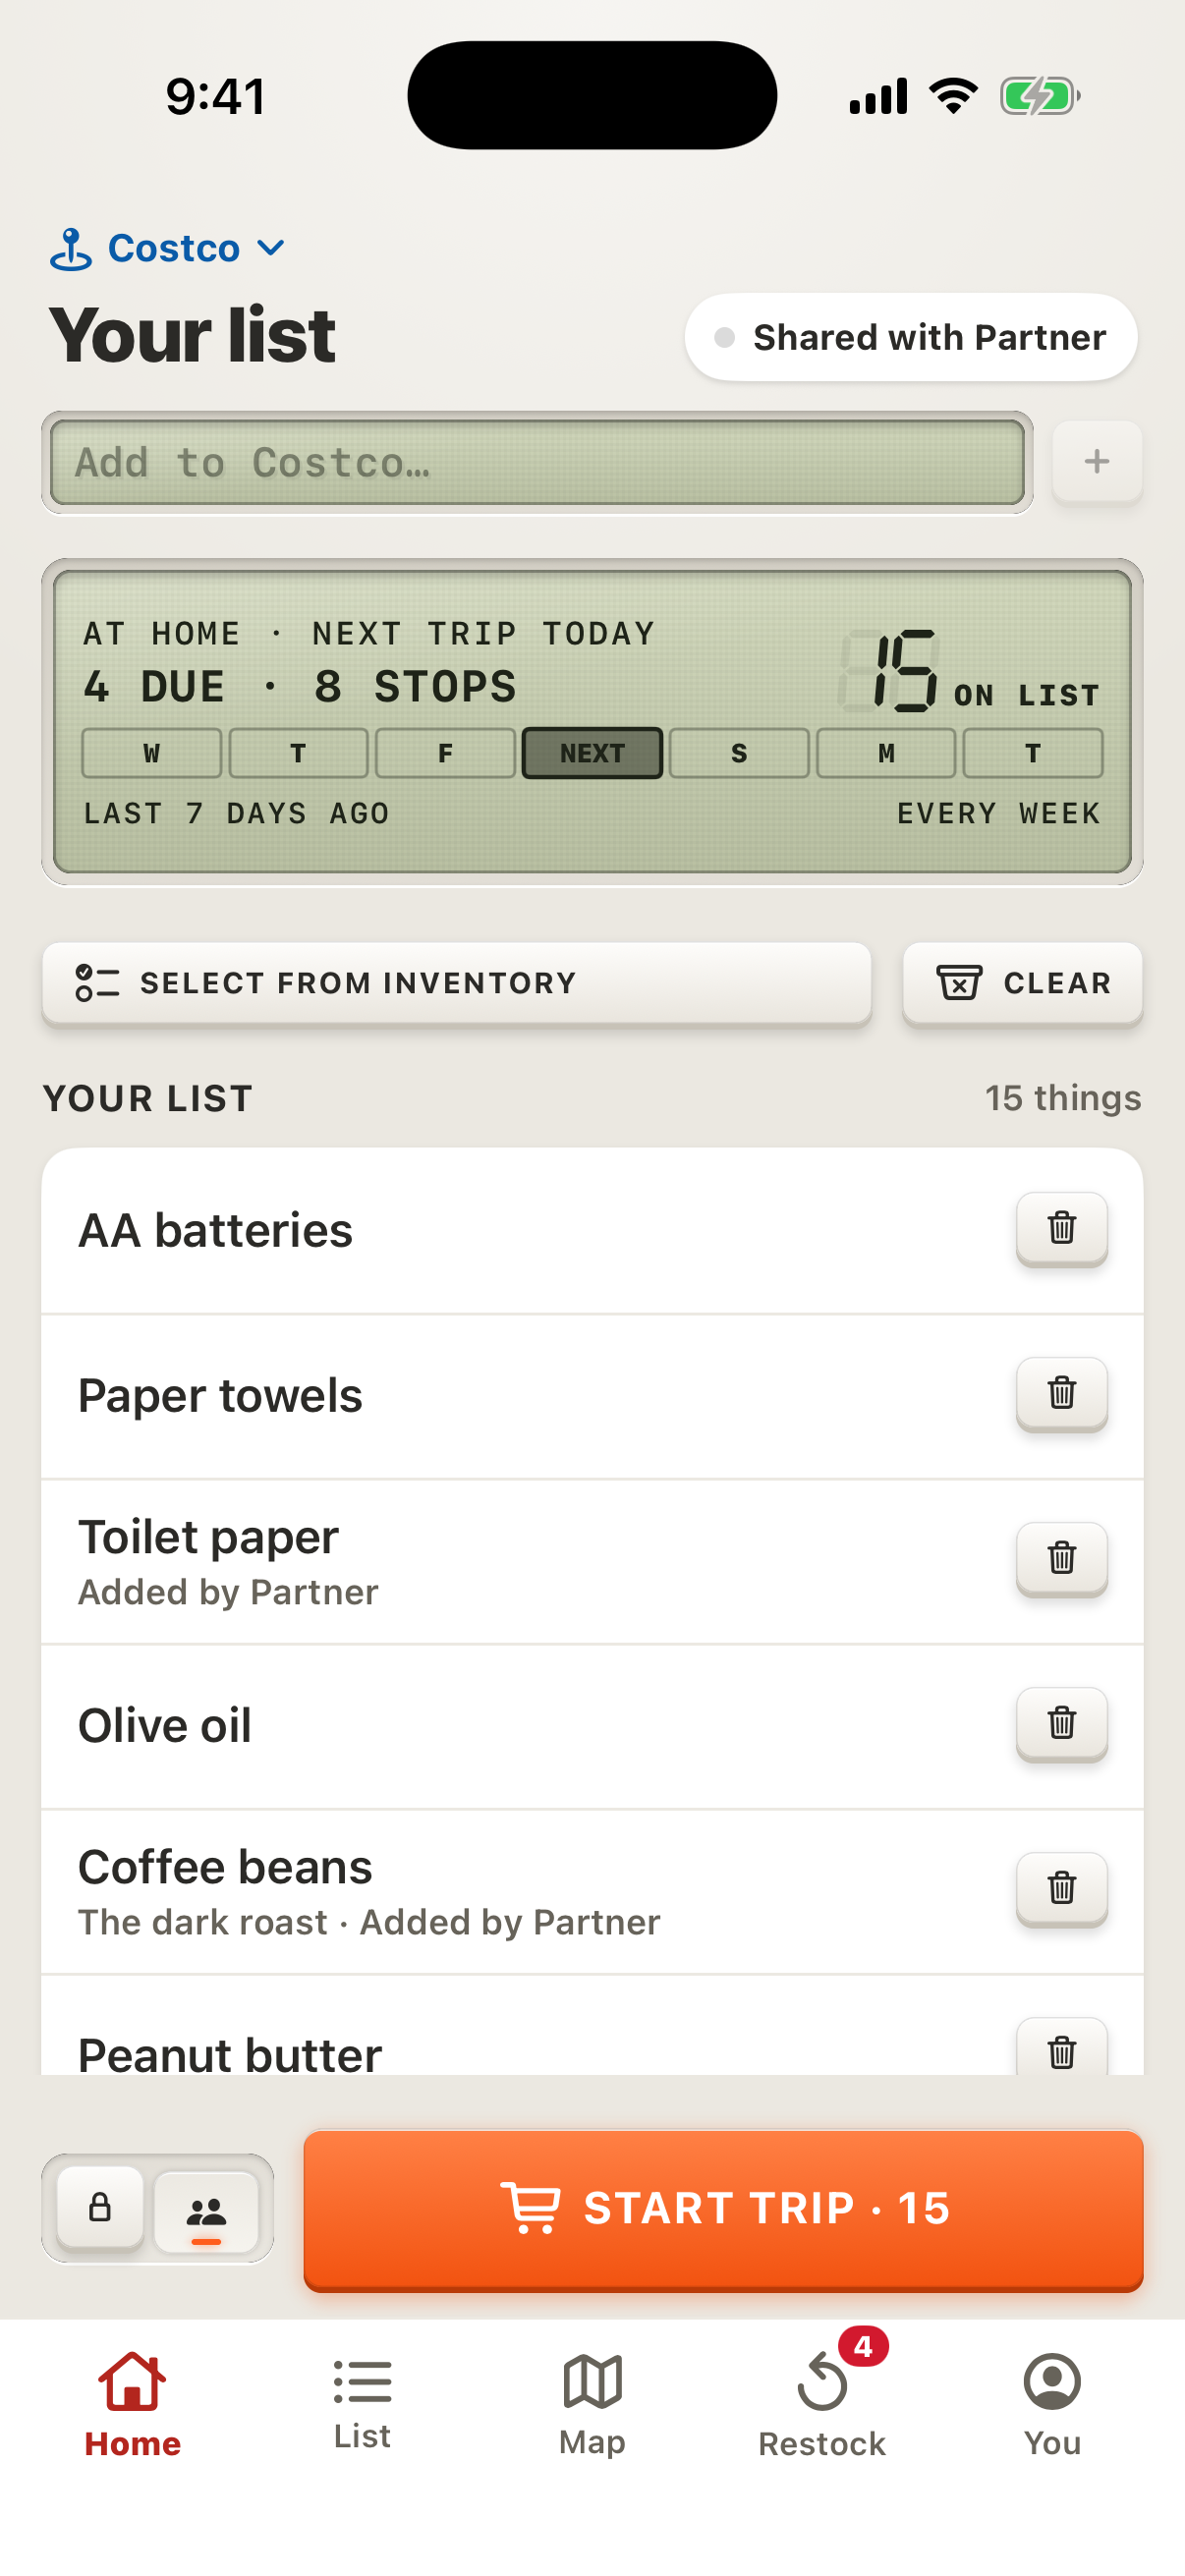 9:41
Costco
Your list
Shared with Partner
Add to Costco…
AT HOME · NEXT TRIP TODAY
4 DUE · 8 STOPS
15 ON LIST
W T F NEXT S M T
LAST 7 DAYS AGO
EVERY WEEK
SELECT FROM INVENTORY
CLEAR
YOUR LIST
15 things
AA batteries
Paper towels
Toilet paper
Added by Partner
Olive oil
Coffee beans
The dark roast · Added by Partner
Peanut butter
START TRIP · 15
4
Home
List
Map
Restock
You